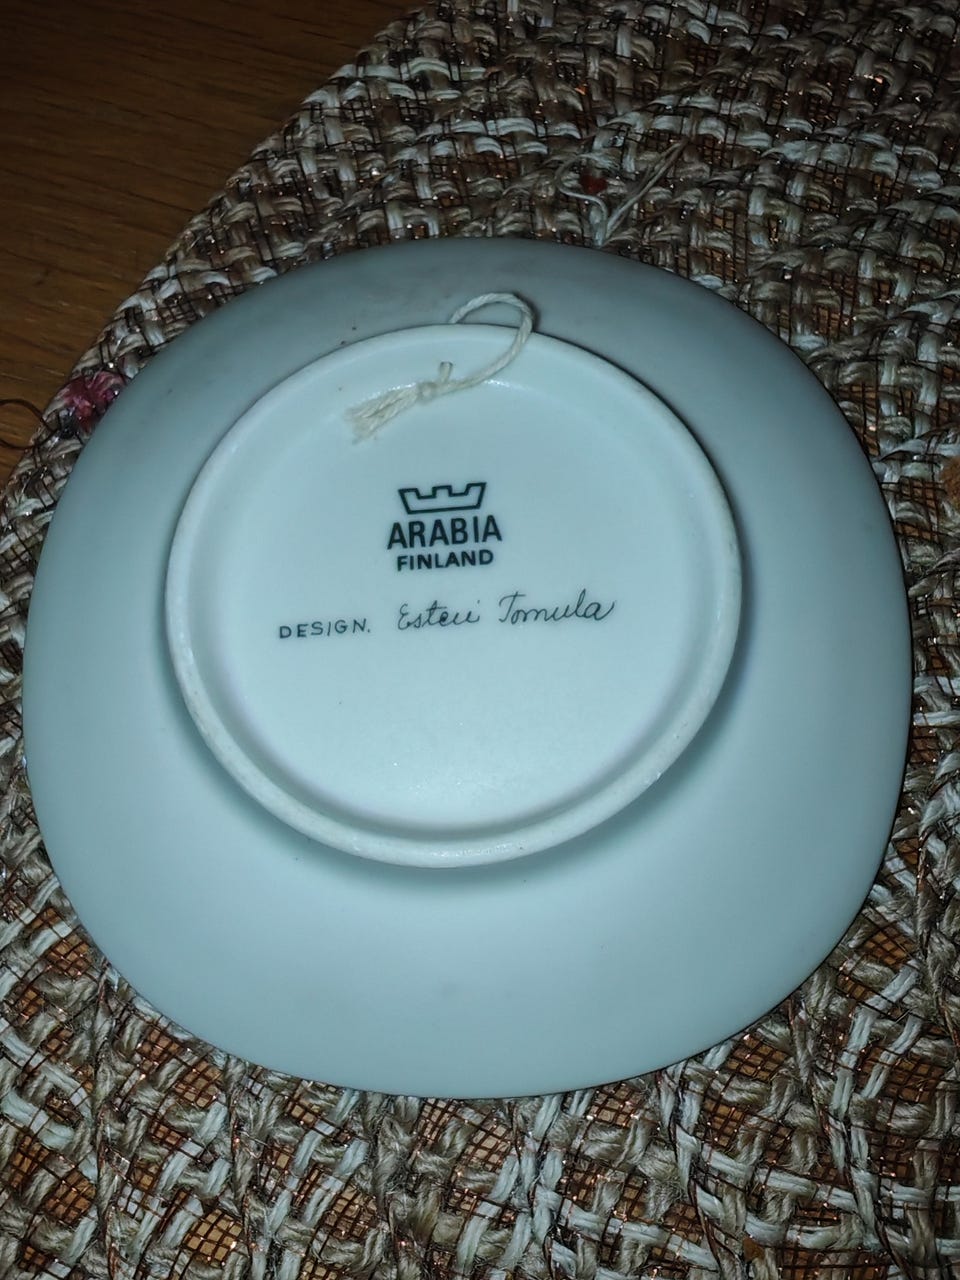 ARABIA
FINLAND
DESIGN. Esteri Tomula